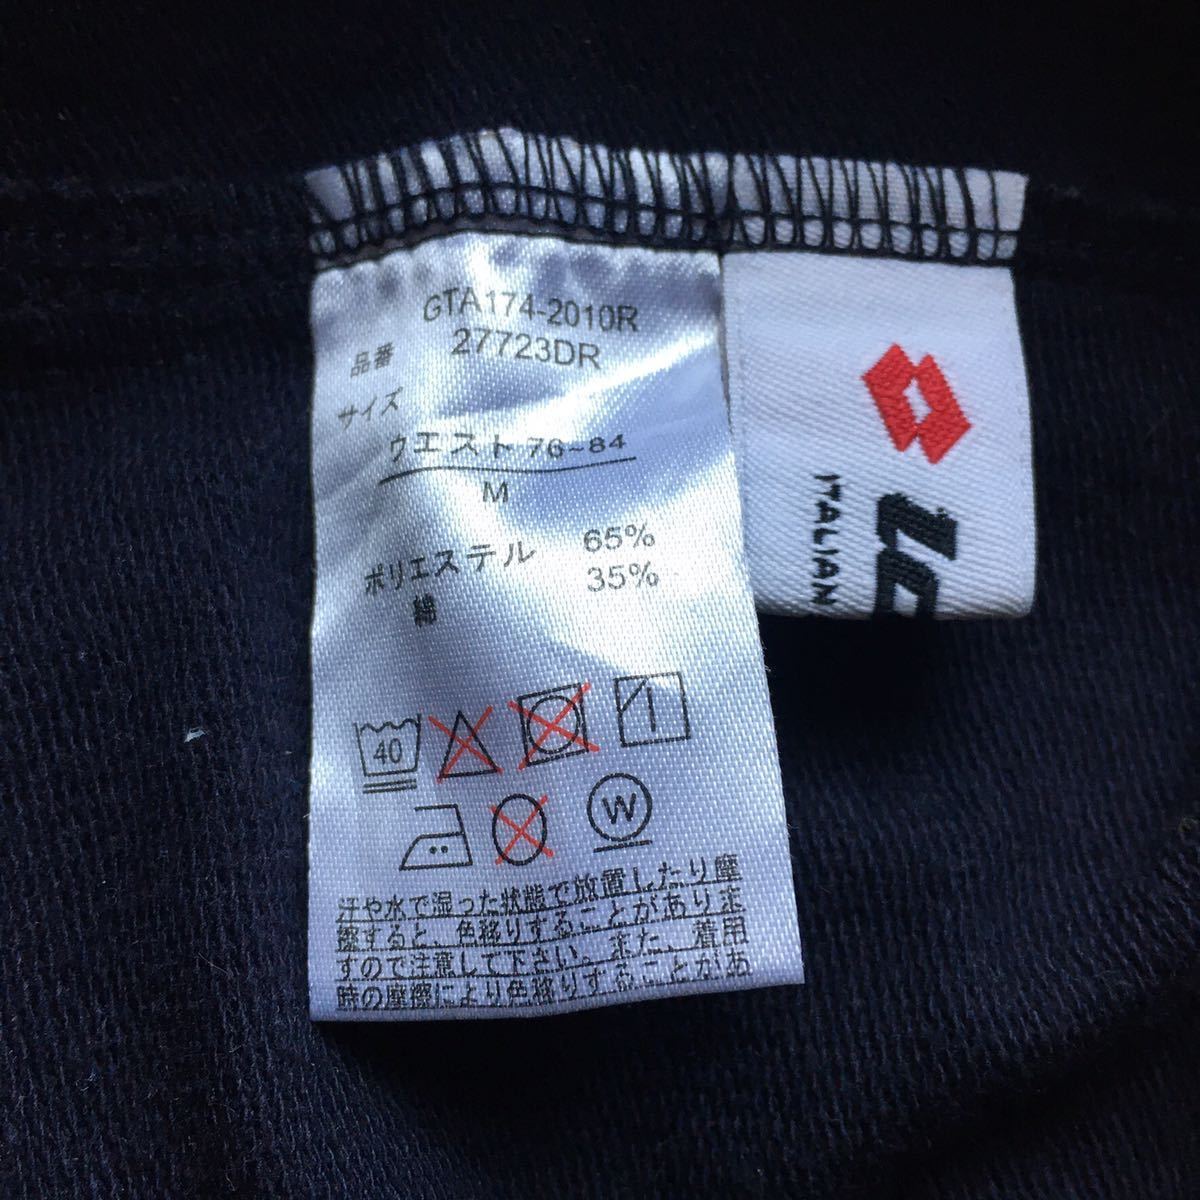 GTA174-2010R
品番 27723DR
サイズ
ウエスト 76~84
M
ポリエステル 65%
綿 35%
40
W
汗や水で湿った状態で放置したり摩
擦すると、色移りすることがありま
すので注意して下さい。また、着用
時の摩擦により色移りすることがあ
ITALIAN